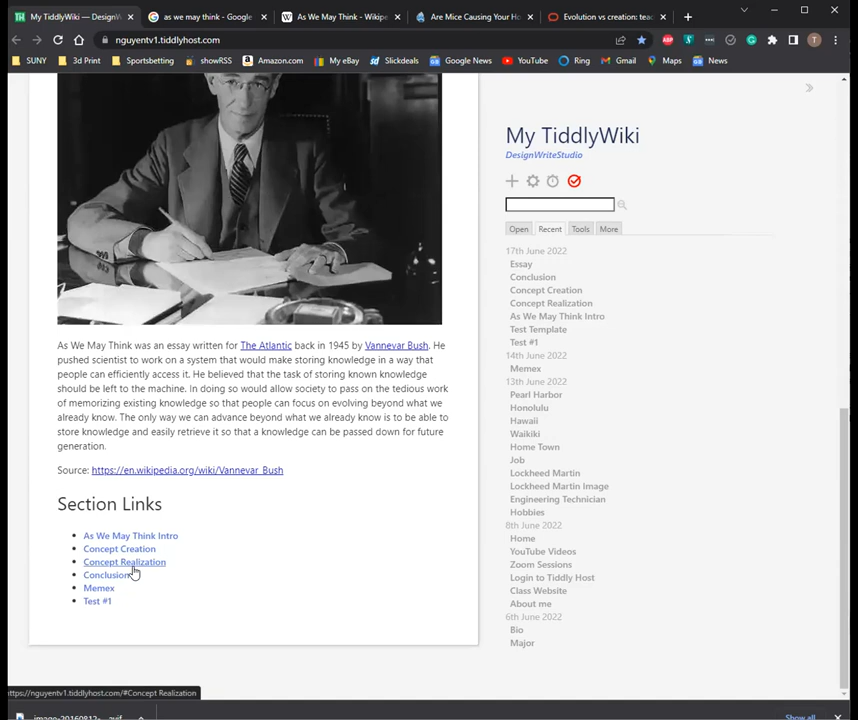 My TiddlyWiki — DesignW
as we may think - Google
As We May Think - Wikipe
Are Mice Causing Your Ho
Evolution vs creation: tea
nguyentv1.tiddlyhost.com
SUNY
3d Print
Sportsbetting
showRSS
Amazon.com
My eBay
Slickdeals
Google News
YouTube
Ring
Gmail
Maps
News
As We May Think was an essay written for The Atlantic back in 1945 by Vannevar Bush. He
pushed scientist to work on a system that would make storing knowledge in a way that
people can efficiently access it. He believed that the task of storing known knowledge
should be left to the machine. In doing so would allow society to pass on the tedious work
of memorizing existing knowledge so that people can focus on evolving beyond what we
already know. The only way we can advance beyond what we already know is to be able to
store knowledge and easily retrieve it so that a knowledge can be passed down for future
generation.
Source: https://en.wikipedia.org/wiki/Vannevar_Bush
Section Links
As We May Think Intro
Concept Creation
Concept Realization
Conclusion
Memex
Test #1
My TiddlyWiki
DesignWriteStudio
Open Recent Tools More
17th June 2022
Essay
Conclusion
Concept Creation
Concept Realization
As We May Think Intro
Test Template
Test #1
14th June 2022
Memex
13th June 2022
Pearl Harbor
Honolulu
Hawaii
Waikiki
Home Town
Job
Lockheed Martin
Lockheed Martin Image
Engineering Technician
Hobbies
8th June 2022
Home
YouTube Videos
Zoom Sessions
Login to Tiddly Host
Class Website
About me
6th June 2022
Bio
Major
https://nguyentv1.tiddlyhost.com/#Concept Realization
image-20160812-....avif
Show all